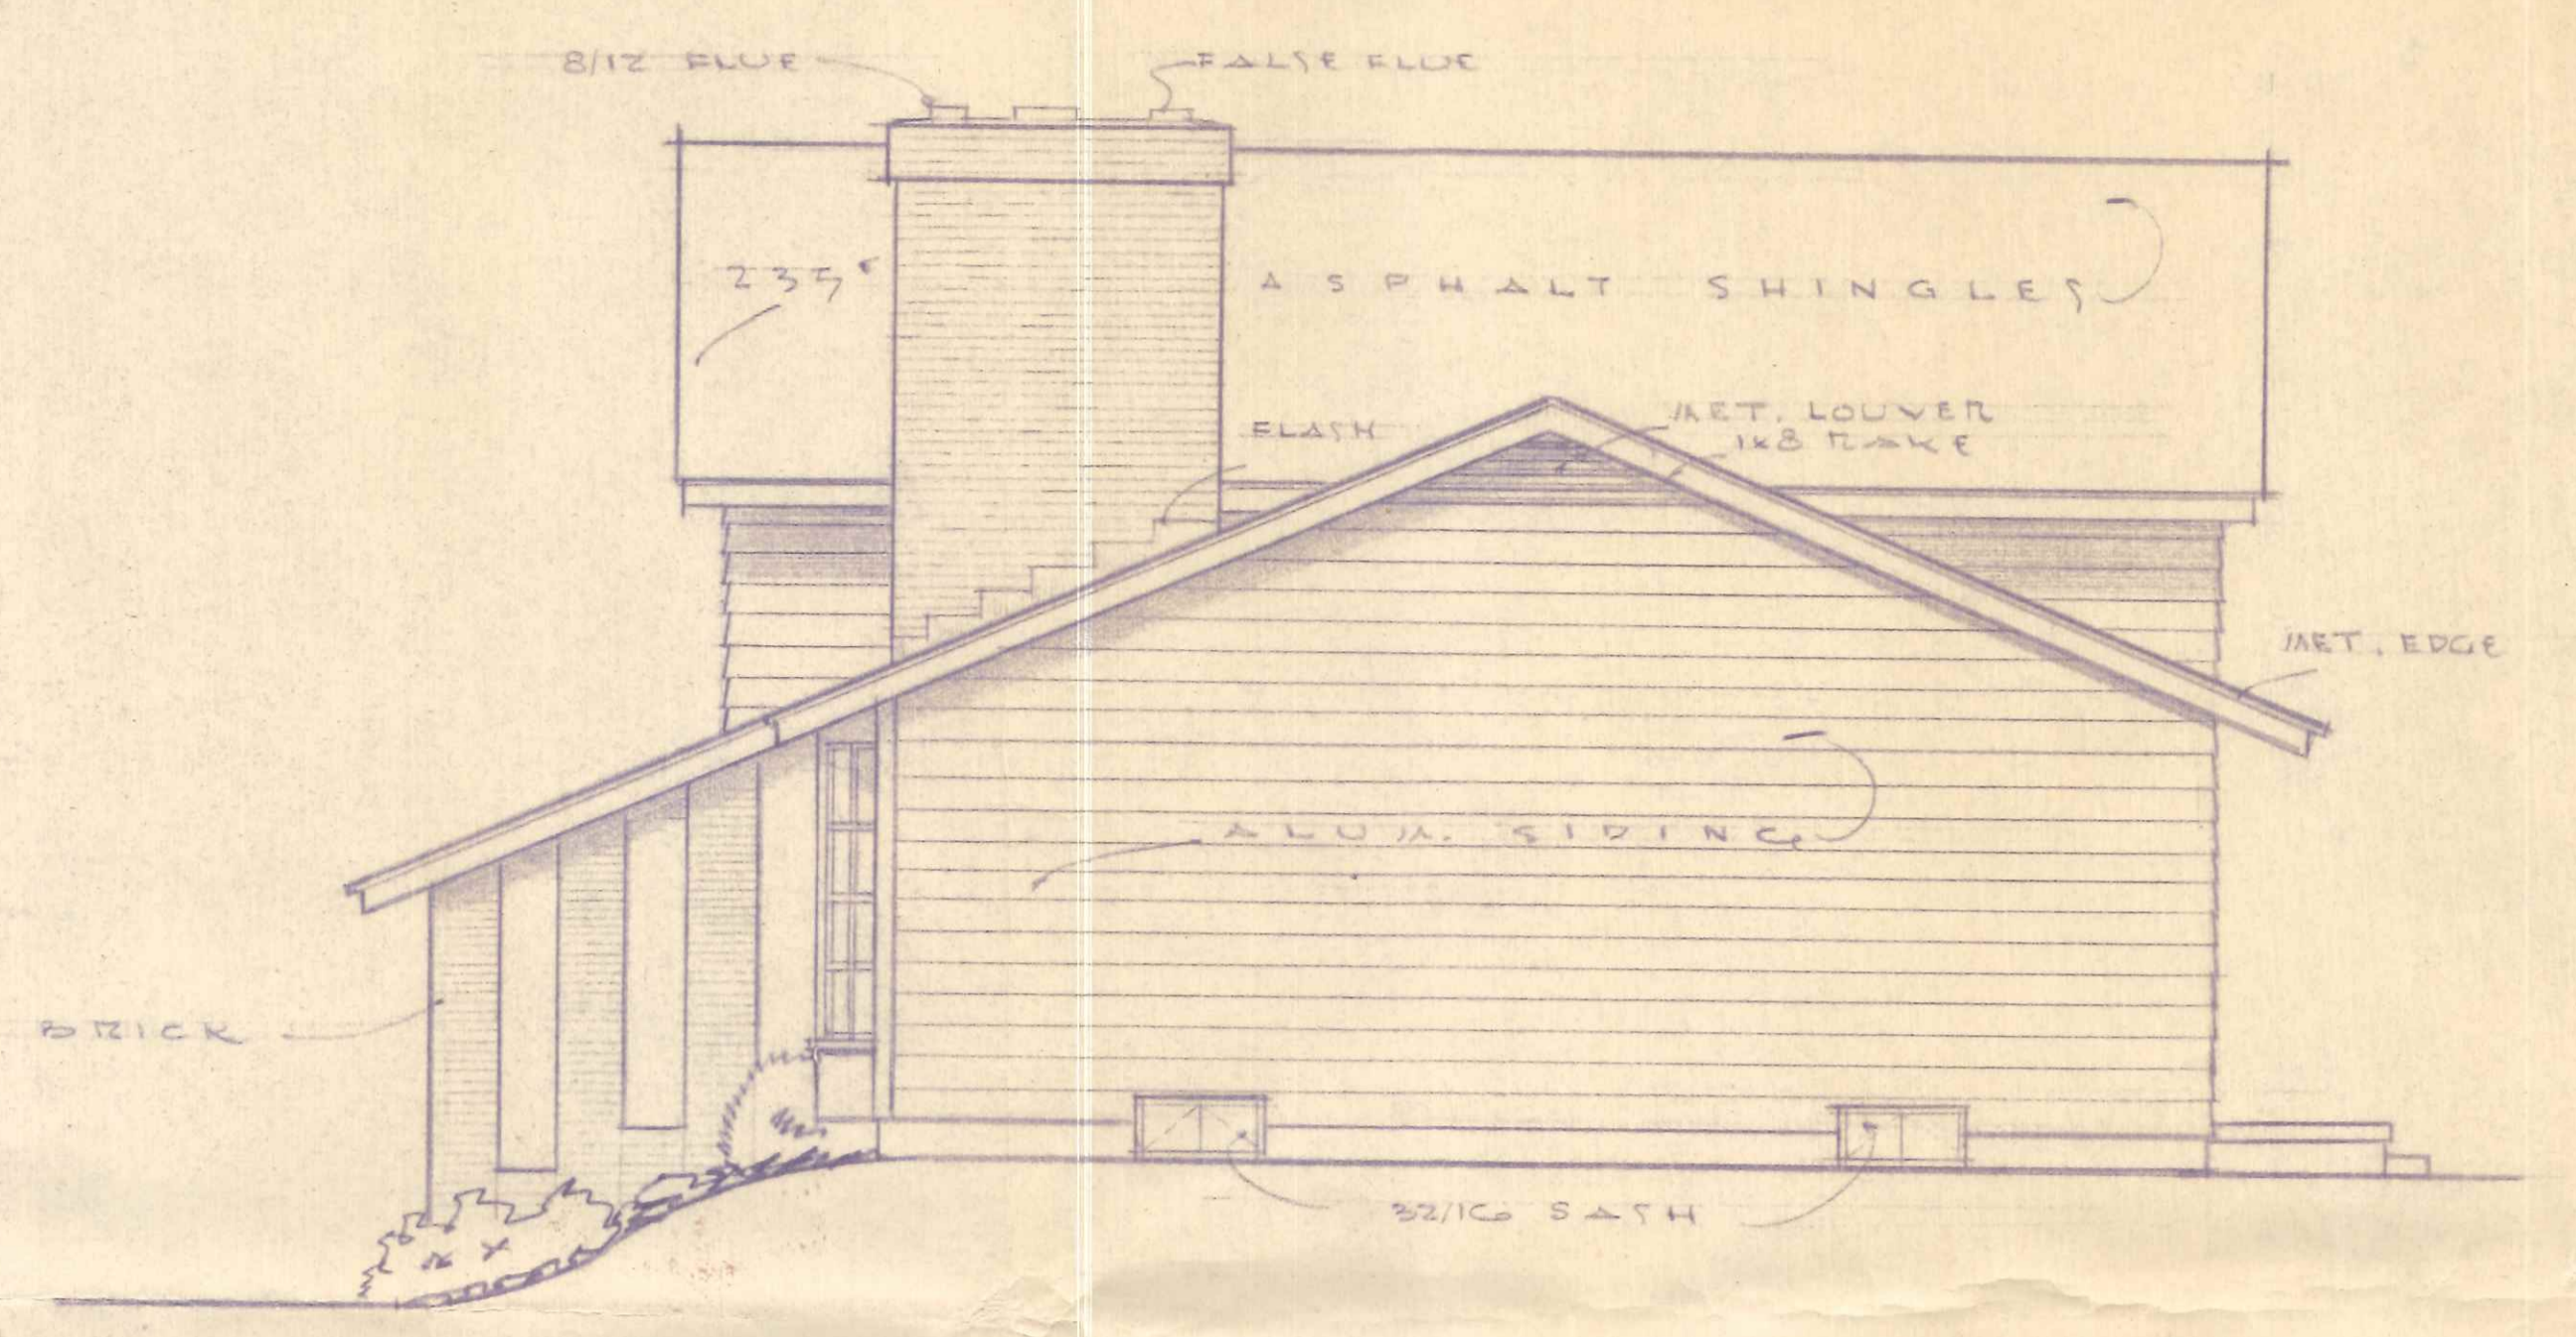 8/12 FLUE
FALSE FLUE
235# ASPHALT SHINGLES
FLASH
MET. LOUVER
1x8 RAKE
MET. EDGE
ALUM. SIDING
BRICK
32/16 SASH